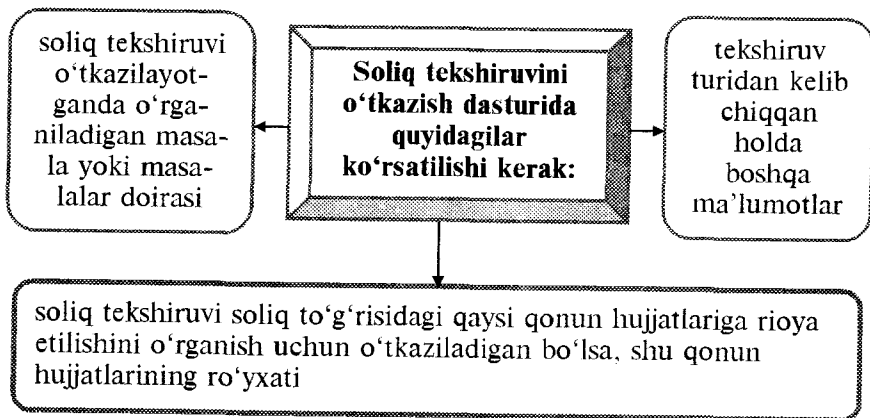 soliq tekshiruvi
o‘tkazilayot-
ganda o‘rga-
niladigan masa-
la yoki masa-
lalar doirasi
Soliq tekshiruvini
o‘tkazish dasturida
quyidagilar
ko‘rsatilishi kerak:
tekshiruv
turidan kelib
chiqqan
holda
boshqa
ma’lumotlar
soliq tekshiruvi soliq to‘g‘risidagi qaysi qonun hujjatlariga rioya
etilishini o‘rganish uchun o‘tkaziladigan bo‘lsa, shu qonun
hujjatlarining ro‘yxati